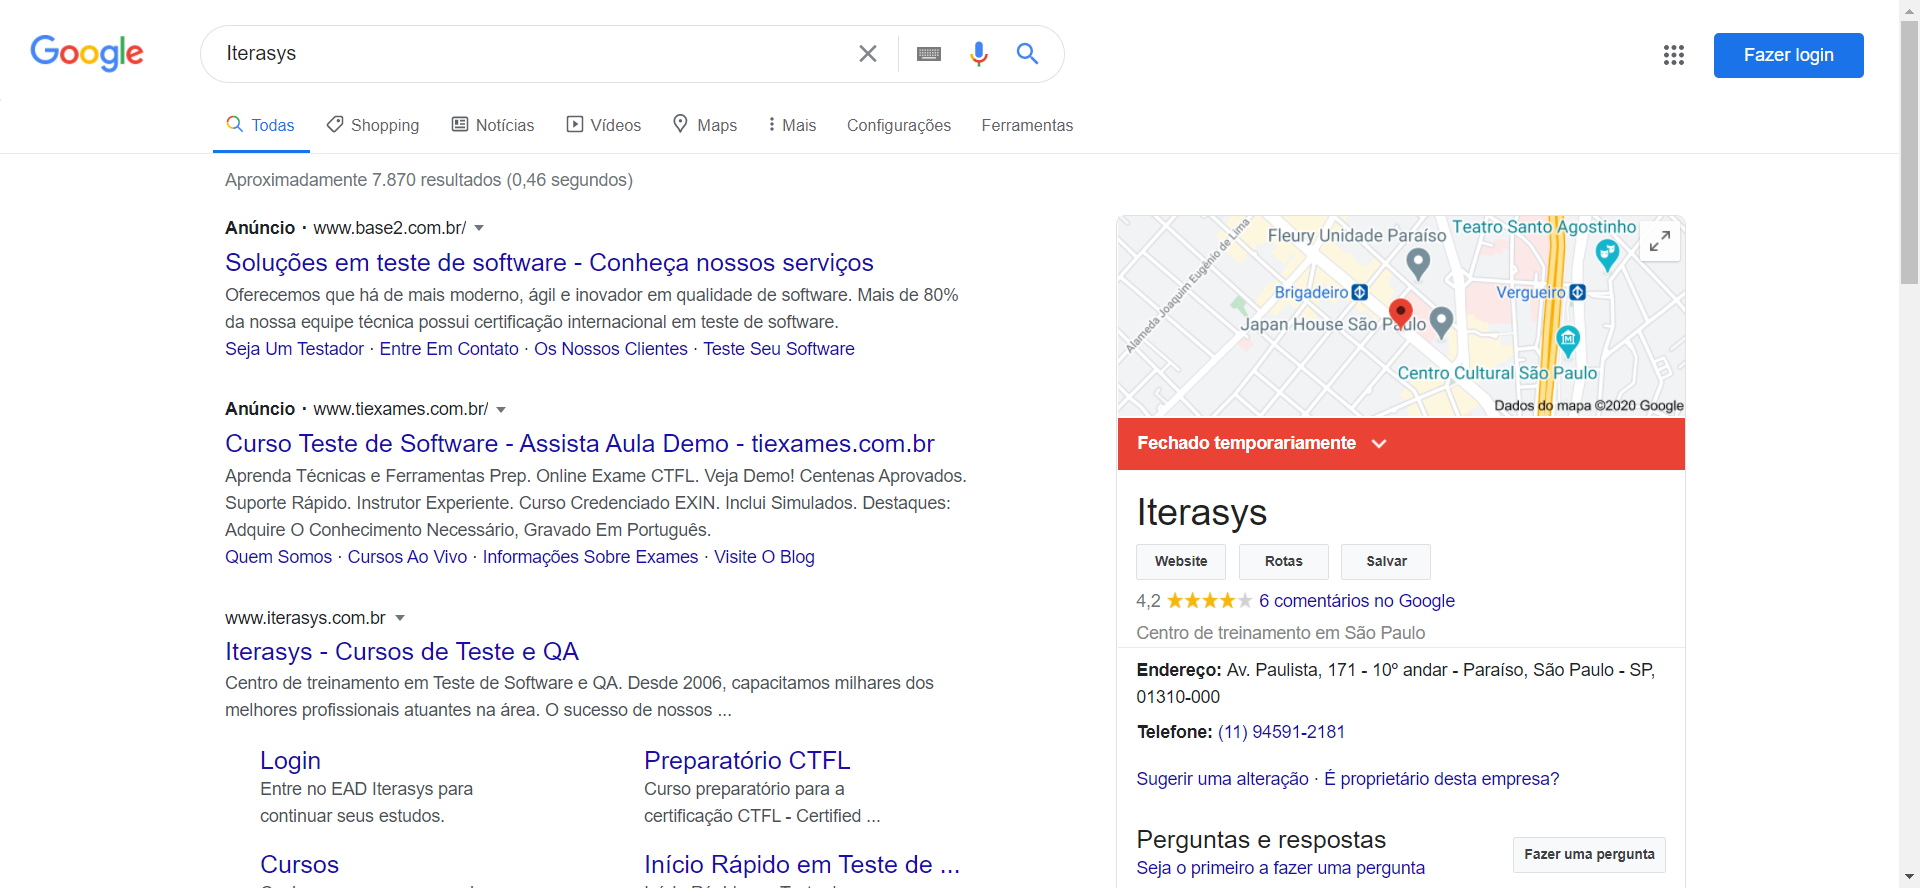 Google
Iterasys
Fazer login
Todas
Shopping
Notícias
Vídeos
Maps
Mais
Configurações
Ferramentas
Aproximadamente 7.870 resultados (0,46 segundos)
Anúncio · www.base2.com.br/
Soluções em teste de software - Conheça nossos serviços
Oferecemos que há de mais moderno, ágil e inovador em qualidade de software. Mais de 80%
da nossa equipe técnica possui certificação internacional em teste de software.
Seja Um Testador · Entre Em Contato · Os Nossos Clientes · Teste Seu Software
Anúncio · www.tiexames.com.br/
Curso Teste de Software - Assista Aula Demo - tiexames.com.br
Aprenda Técnicas e Ferramentas Prep. Online Exame CTFL. Veja Demo! Centenas Aprovados.
Suporte Rápido. Instrutor Experiente. Curso Credenciado EXIN. Inclui Simulados. Destaques:
Adquire O Conhecimento Necessário, Gravado Em Português.
Quem Somos · Cursos Ao Vivo · Informações Sobre Exames · Visite O Blog
www.iterasys.com.br
Iterasys - Cursos de Teste e QA
Centro de treinamento em Teste de Software e QA. Desde 2006, capacitamos milhares dos
melhores profissionais atuantes na área. O sucesso de nossos ...
Login
Entre no EAD Iterasys para
continuar seus estudos.
Preparatório CTFL
Curso preparatório para a
certificação CTFL - Certified ...
Cursos
Início Rápido em Teste de ...
Teatro Santo Agostinho
Fleury Unidade Paraíso
Alameda Joaquim Eugênio de Lima
Brigadeiro
Vergueiro
Japan House São Paulo
Centro Cultural São Paulo
Dados do mapa ©2020 Google
Fechado temporariamente
Iterasys
Website
Rotas
Salvar
4,2 6 comentários no Google
Centro de treinamento em São Paulo
Endereço: Av. Paulista, 171 - 10º andar - Paraíso, São Paulo - SP,
01310-000
Telefone: (11) 94591-2181
Sugerir uma alteração · É proprietário desta empresa?
Perguntas e respostas
Seja o primeiro a fazer uma pergunta
Fazer uma pergunta